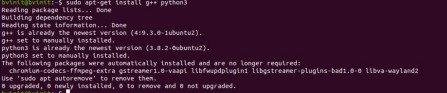 bvinit@bvinit:~$ sudo apt-get install g++ python3
Reading package lists... Done
Building dependency tree
Reading state information... Done
g++ is already the newest version (4:9.3.0-1ubuntu2).
g++ set to manually installed.
python3 is already the newest version (3.8.2-0ubuntu2).
python3 set to manually installed.
The following packages were automatically installed and are no longer required:
  chromium-codecs-ffmpeg-extra gstreamer1.0-vaapi libfwupdplugin1 libgstreamer-plugins-bad1.0-0 libva-wayland2
Use 'sudo apt autoremove' to remove them.
0 upgraded, 0 newly installed, 0 to remove and 0 not upgraded.
bvinit@bvinit:~$